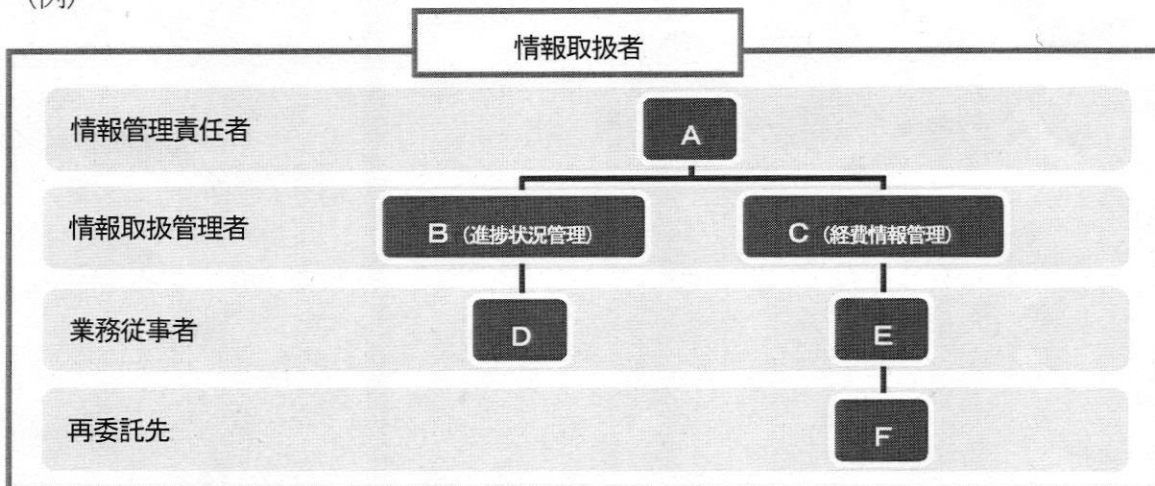 (例)
情報取扱者
情報管理責任者
A
情報取扱管理者
B (進捗状況管理)
C (経費情報管理)
業務従事者
D
E
再委託先
F